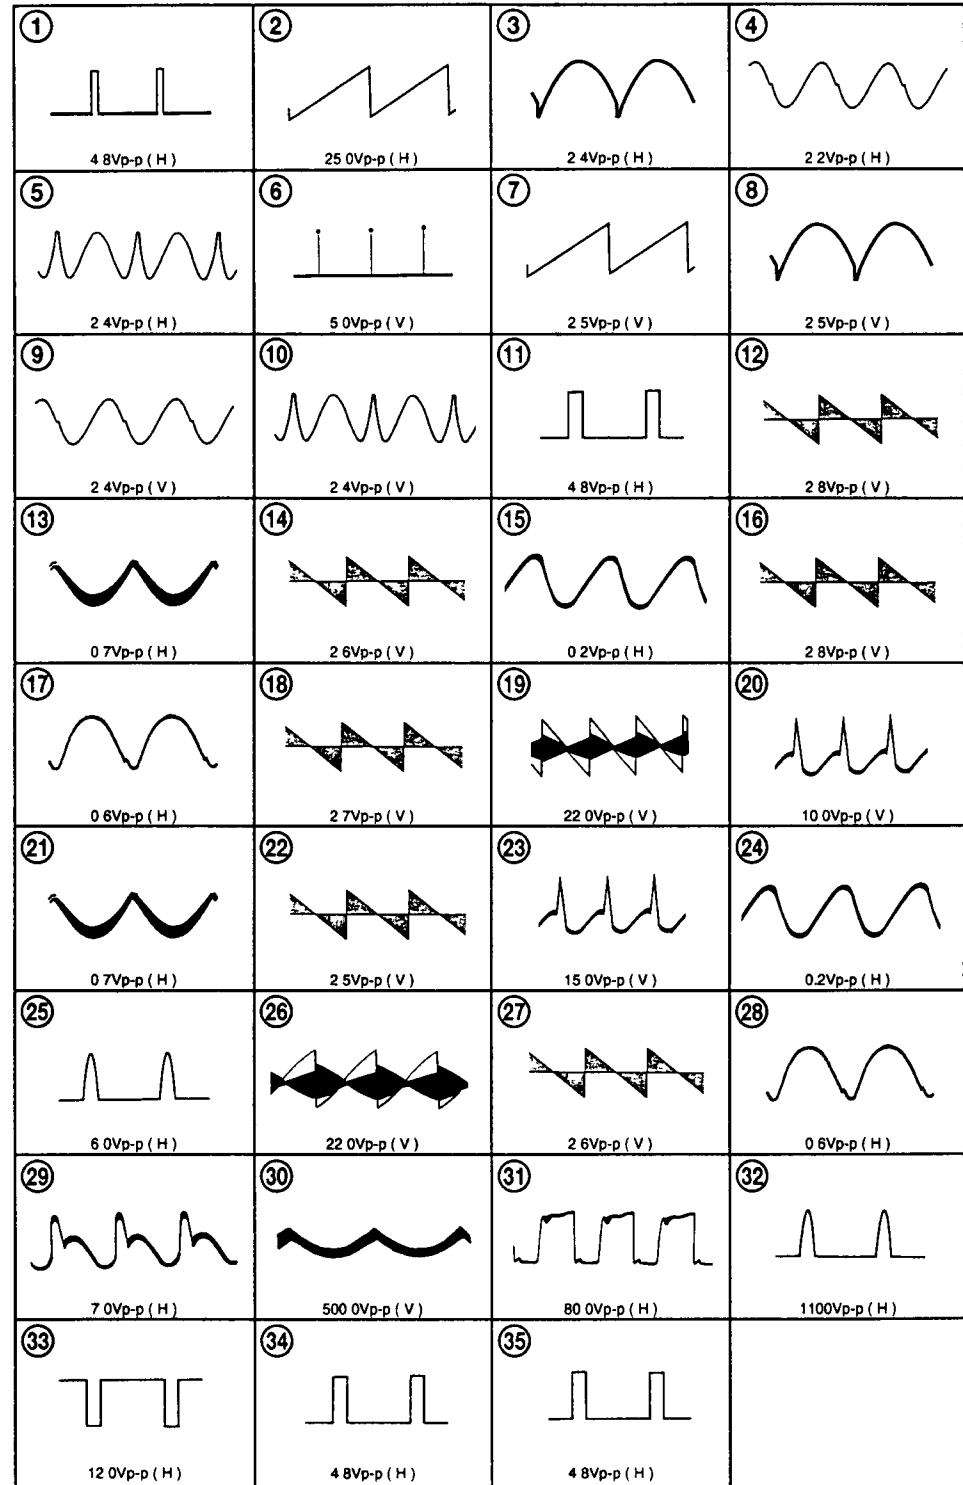 1
2
3
4
4 8Vp-p ( H )
25 0Vp-p ( H )
2 4Vp-p ( H )
2 2Vp-p ( H )
5
6
7
8
2 4Vp-p ( H )
5 0Vp-p ( V )
2 5Vp-p ( V )
2 5Vp-p ( V )
9
10
11
12
2 4Vp-p ( V )
2 4Vp-p ( V )
4 8Vp-p ( H )
2 8Vp-p ( V )
13
14
15
16
0 7Vp-p ( H )
2 6Vp-p ( V )
0 2Vp-p ( H )
2 8Vp-p ( V )
17
18
19
20
0 6Vp-p ( H )
2 7Vp-p ( V )
22 0Vp-p ( V )
10 0Vp-p ( V )
21
22
23
24
0 7Vp-p ( H )
2 5Vp-p ( V )
15 0Vp-p ( V )
0.2Vp-p ( H )
25
26
27
28
6 0Vp-p ( H )
22 0Vp-p ( V )
2 6Vp-p ( V )
0 6Vp-p ( H )
29
30
31
32
7 0Vp-p ( H )
500 0Vp-p ( V )
80 0Vp-p ( H )
1100Vp-p ( H )
33
34
35
12 0Vp-p ( H )
4 8Vp-p ( H )
4 8Vp-p ( H )